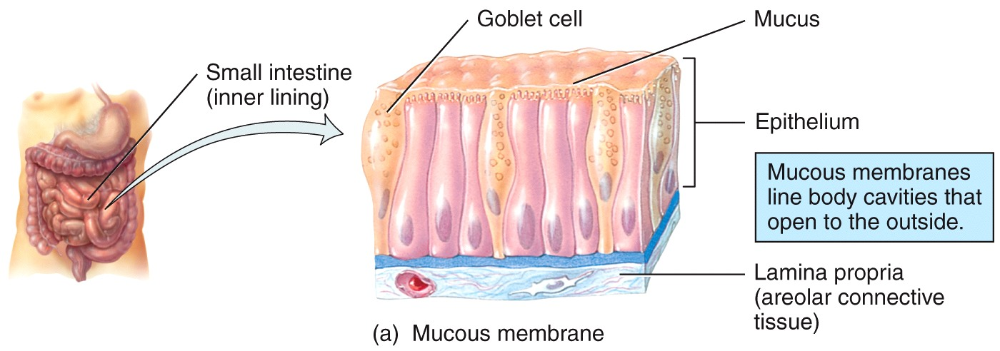 Goblet cell
Mucus
Small intestine
(inner lining)
Epithelium
Mucous membranes
line body cavities that
open to the outside.
Lamina propria
(areolar connective
tissue)
(a) Mucous membrane